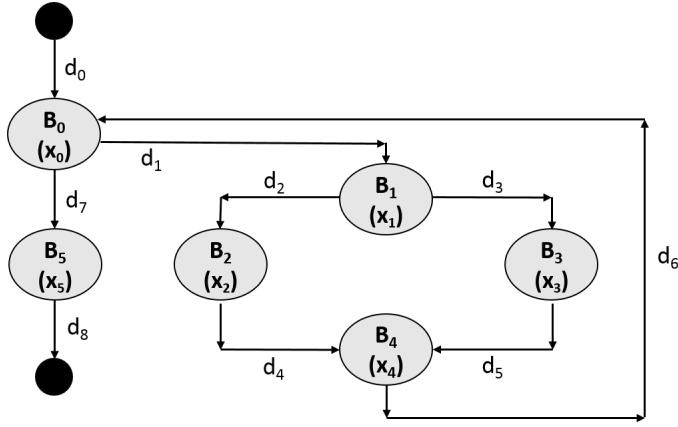 d₀
B₀
(x₀)
d₁
B₁
(x₁)
d₂
d₃
d₇
B₅
(x₅)
B₂
(x₂)
B₃
(x₃)
d₆
d₈
B₄
(x₄)
d₄
d₅